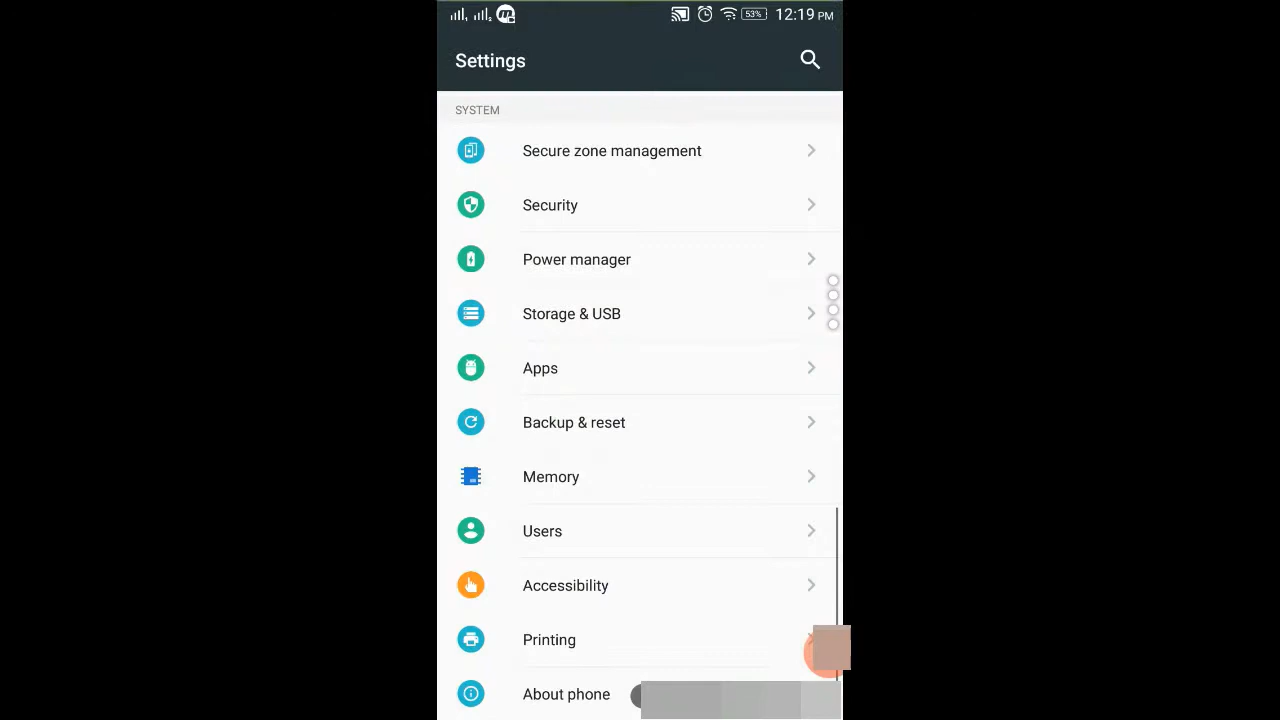 53% 12:19 PM
Settings
SYSTEM
Secure zone management
Security
Power manager
Storage & USB
Apps
Backup & reset
Memory
Users
Accessibility
Printing
About phone